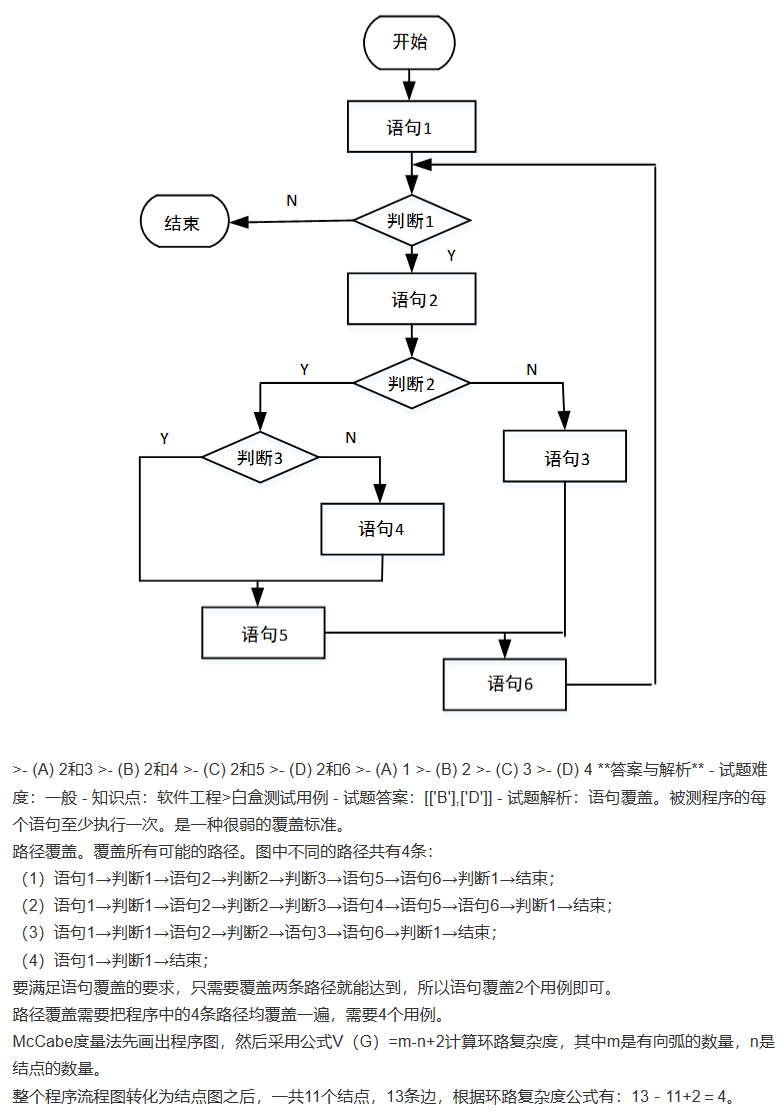 开始
语句1
N
结束
判断1
Y
语句2
Y
判断2
N
Y
判断3
N
语句3
语句4
语句5
语句6
>- (A) 2和3 >- (B) 2和4 >- (C) 2和5 >- (D) 2和6 >- (A) 1 >- (B) 2 >- (C) 3 >- (D) 4 **答案与解析** - 试题难
度：一般 - 知识点：软件工程>白盒测试用例 - 试题答案：[['B'],['D']] - 试题解析：语句覆盖。被测程序的每
个语句至少执行一次。是一种很弱的覆盖标准。
路径覆盖。覆盖所有可能的路径。图中不同的路径共有4条：
（1）语句1→判断1→语句2→判断2→判断3→语句5→语句6→判断1→结束；
（2）语句1→判断1→语句2→判断2→判断3→语句4→语句5→语句6→判断1→结束；
（3）语句1→判断1→语句2→判断2→语句3→语句6→判断1→结束；
（4）语句1→判断1→结束；
要满足语句覆盖的要求，只需要覆盖两条路径就能达到，所以语句覆盖2个用例即可。
路径覆盖需要把程序中的4条路径均覆盖一遍，需要4个用例。
McCabe度量法先画出程序图，然后采用公式V（G）=m-n+2计算环路复杂度，其中m是有向弧的数量，n是
结点的数量。
整个程序流程图转化为结点图之后，一共11个结点，13条边，根据环路复杂度公式有：13 - 11+2 = 4。